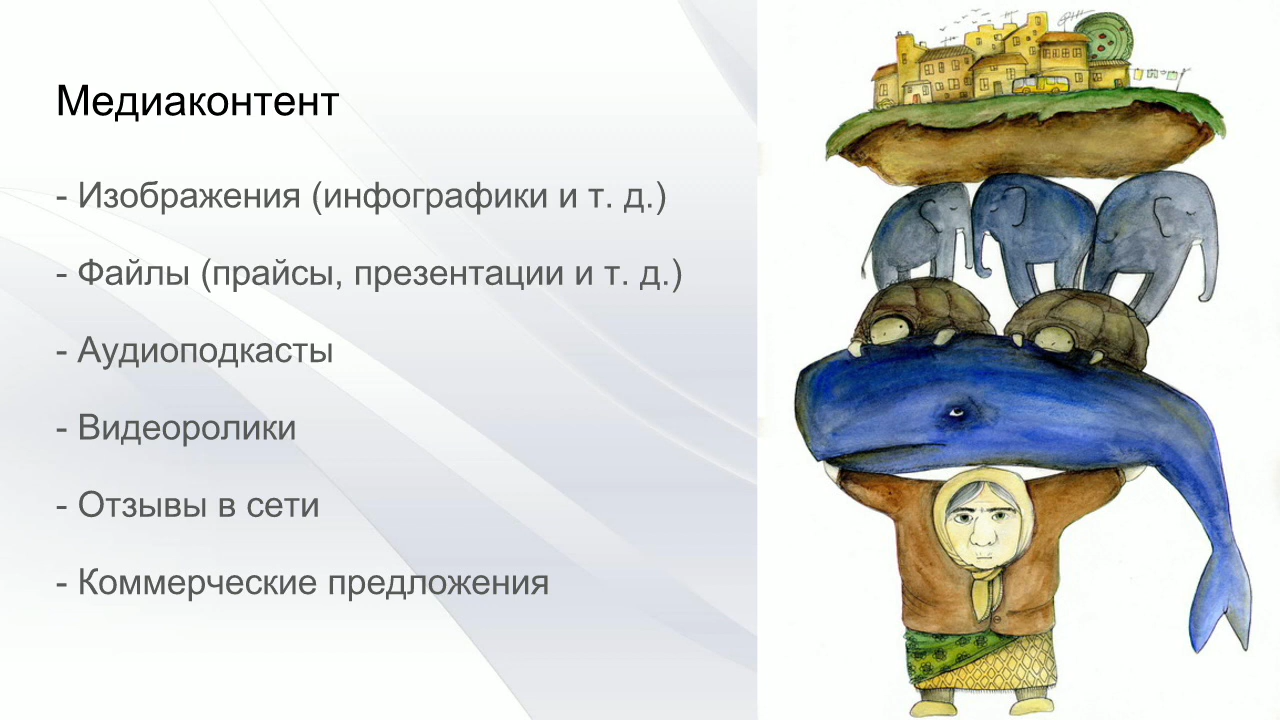 Медиаконтент
- Изображения (инфографики и т. д.)
- Файлы (прайсы, презентации и т. д.)
- Аудиоподкасты
- Видеоролики
- Отзывы в сети
- Коммерческие предложения